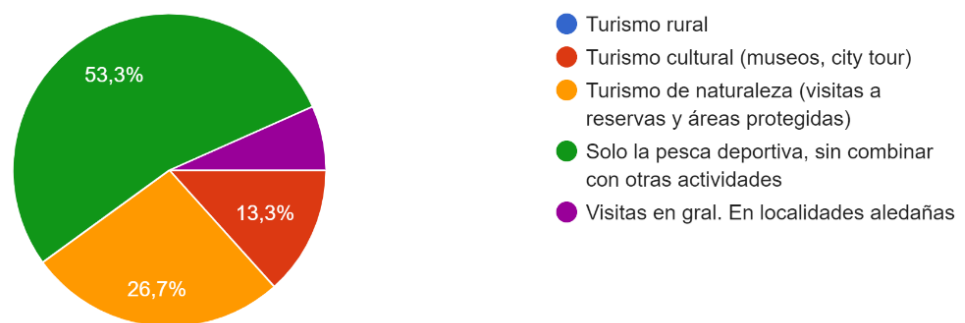 53,3%
13,3%
26,7%
Turismo rural
Turismo cultural (museos, city tour)
Turismo de naturaleza (visitas a
reservas y áreas protegidas)
Solo la pesca deportiva, sin combinar
con otras actividades
Visitas en gral. En localidades aledañas